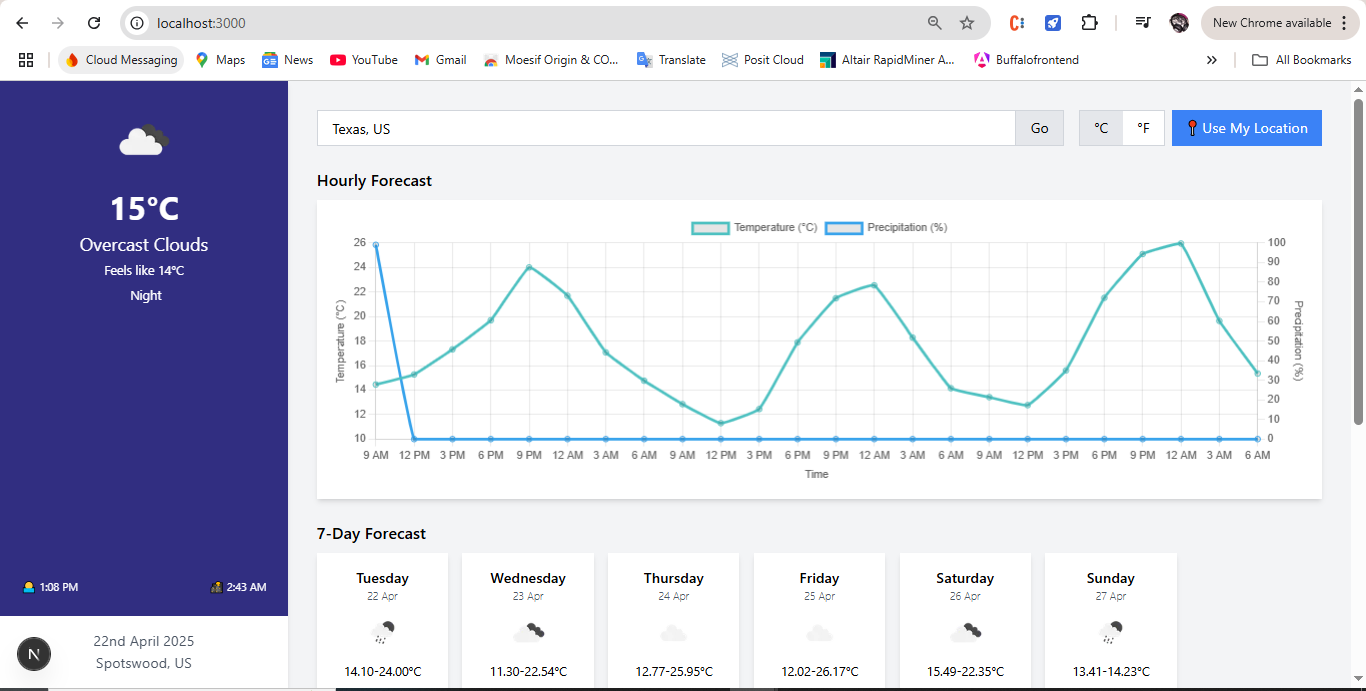 localhost:3000
New Chrome available
Cloud Messaging
Maps
News
YouTube
Gmail
Moesif Origin & CO...
Translate
Posit Cloud
Altair RapidMiner A...
Buffalofrontend
»
All Bookmarks
15°C
Overcast Clouds
Feels like 14°C
Night
1:08 PM
2:43 AM
N
22nd April 2025
Spotswood, US
Texas, US
Go
°C
°F
Use My Location
Hourly Forecast
Temperature (°C)
Precipitation (%)
26
24
22
20
18
16
14
12
10
Temperature (°C)
100
90
80
70
60
50
40
30
20
10
0
Precipitation (%)
9 AM 12 PM 3 PM 6 PM 9 PM 12 AM 3 AM 6 AM 9 AM 12 PM 3 PM 6 PM 9 PM 12 AM 3 AM 6 AM 9 AM 12 PM 3 PM 6 PM 9 PM 12 AM 3 AM 6 AM
Time
7-Day Forecast
Tuesday
22 Apr
14.10-24.00°C
Wednesday
23 Apr
11.30-22.54°C
Thursday
24 Apr
12.77-25.95°C
Friday
25 Apr
12.02-26.17°C
Saturday
26 Apr
15.49-22.35°C
Sunday
27 Apr
13.41-14.23°C